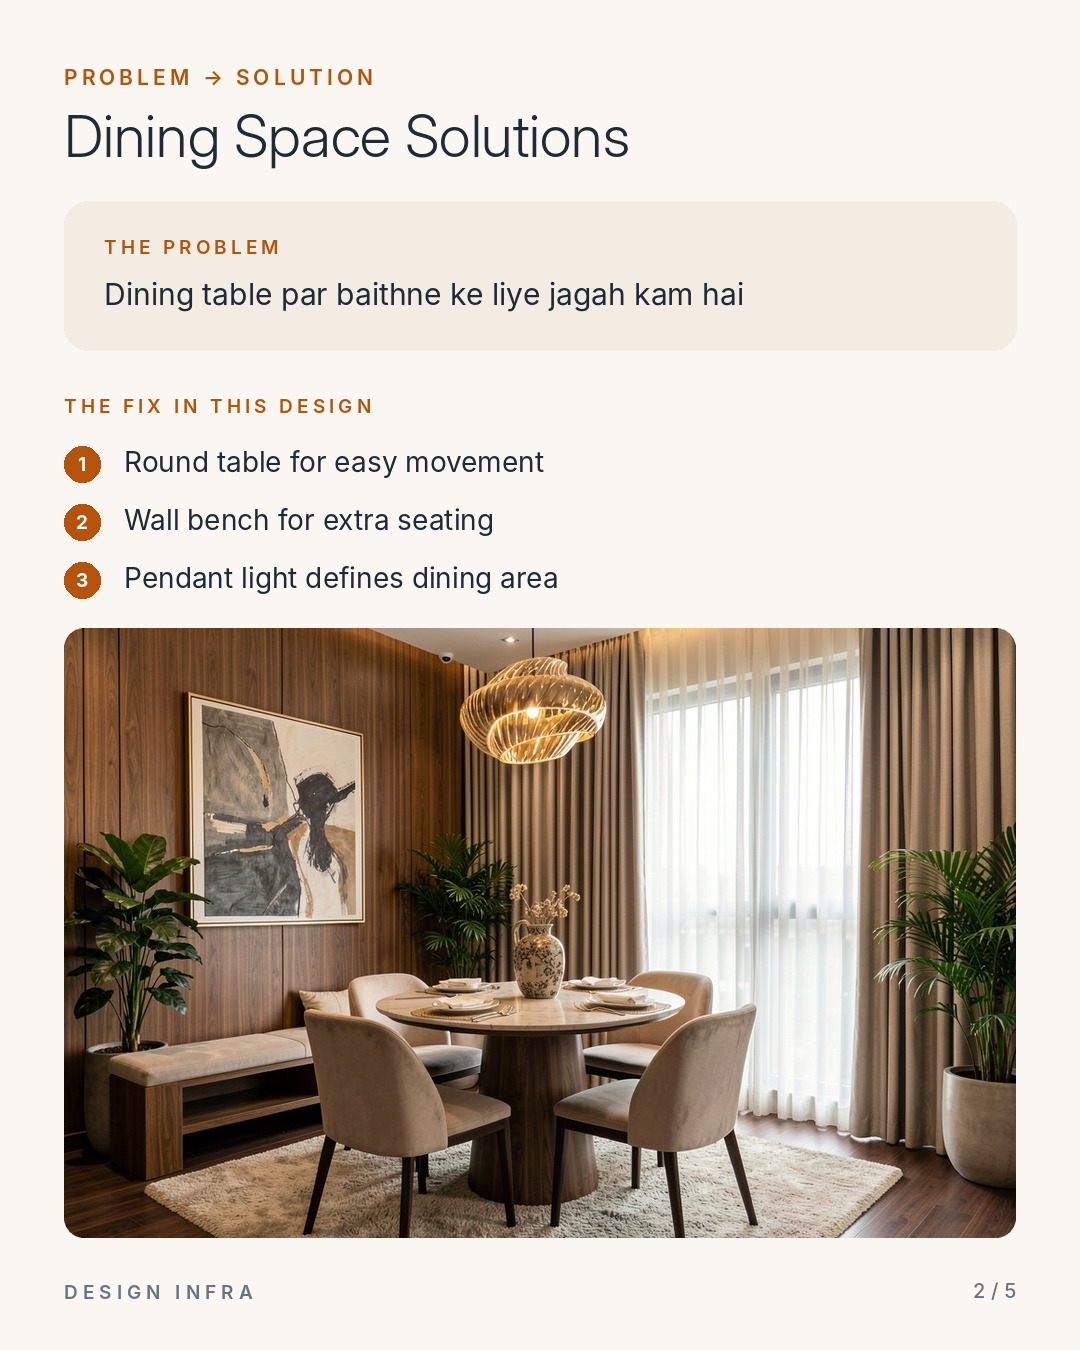 PROBLEM → SOLUTION
Dining Space Solutions
THE PROBLEM
Dining table par baithne ke liye jagah kam hai
THE FIX IN THIS DESIGN
1 Round table for easy movement
2 Wall bench for extra seating
3 Pendant light defines dining area
DESIGN INFRA
2 / 5